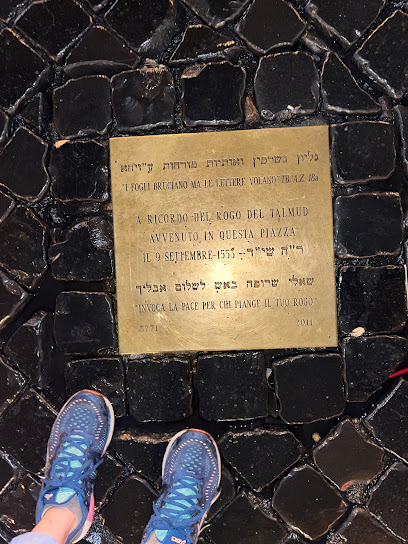 גליון נשרפין ואותיות פורחות ע״ז יח׳א
"I FOGLI BRUCIANO MA LE LETTERE VOLANO" TB.A.Z. 18a
A RICORDO DEL ROGO DEL TALMUD
AVVENUTO IN QUESTA PIAZZA
IL 9 SETTEMBRE 1553 - ר״ה שי״ד
שאלי שרופה באש לשלום אבליך
"INVOCA LA PACE PER CHI PIANGE IL TUO ROGO"
5771 2011